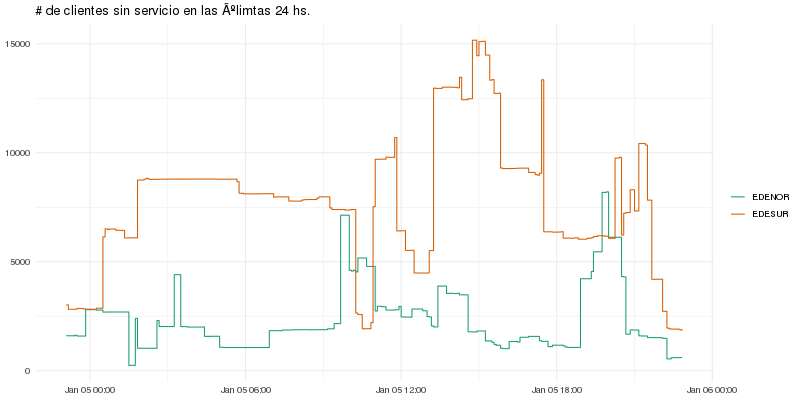 # de clientes sin servicio en las Ãºlimtas 24 hs.
15000
10000
5000
0
Jan 05 00:00 Jan 05 06:00 Jan 05 12:00 Jan 05 18:00 Jan 06 00:00
EDENOR
EDESUR